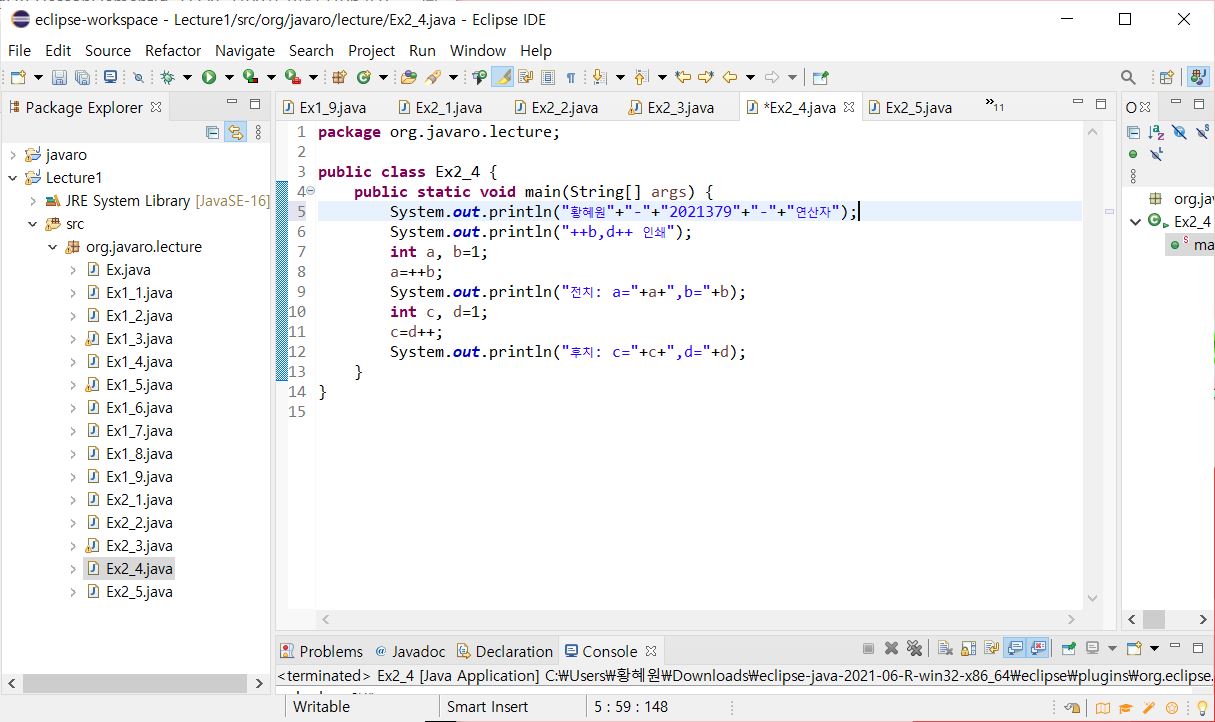 eclipse-workspace - Lecture1/src/org/javaro/lecture/Ex2_4.java - Eclipse IDE
File Edit Source Refactor Navigate Search Project Run Window Help
Package Explorer
Ex1_9.java Ex2_1.java Ex2_2.java Ex2_3.java *Ex2_4.java Ex2_5.java »11
javaro
Lecture1
JRE System Library [JavaSE-16]
src
org.javaro.lecture
Ex.java
Ex1_1.java
Ex1_2.java
Ex1_3.java
Ex1_4.java
Ex1_5.java
Ex1_6.java
Ex1_7.java
Ex1_8.java
Ex1_9.java
Ex2_1.java
Ex2_2.java
Ex2_3.java
Ex2_4.java
Ex2_5.java
1 package org.javaro.lecture;
2
3 public class Ex2_4 {
4 public static void main(String[] args) {
5 System.out.println("황혜원"+"-"+"2021379"+"-"+"연산자");
6 System.out.println("++b,d++ 인쇄");
7 int a, b=1;
8 a=++b;
9 System.out.println("전치: a="+a+",b="+b);
10 int c, d=1;
11 c=d++;
12 System.out.println("후치: c="+c+",d="+d);
13 }
14 }
15
org.jav
Ex2_4
ma
Problems @ Javadoc Declaration Console
<terminated> Ex2_4 [Java Application] C:₩Users₩황혜원₩Downloads₩eclipse-java-2021-06-R-win32-x86_64₩eclipse₩plugins₩org.eclipse.
Writable Smart Insert 5 : 59 : 148